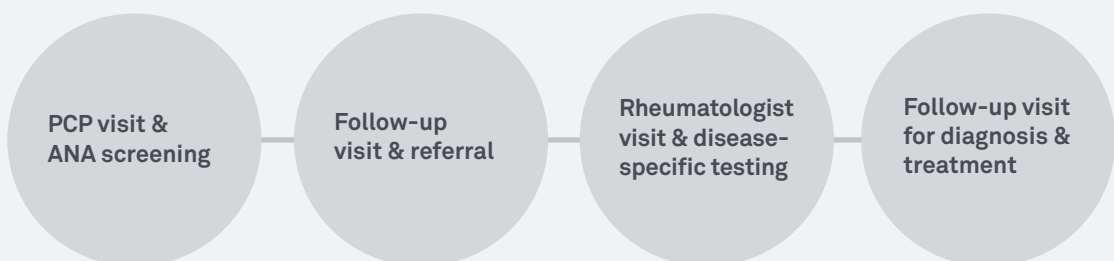 PCP visit &
ANA screening
Follow-up
visit & referral
Rheumatologist
visit & disease-
specific testing
Follow-up visit
for diagnosis &
treatment